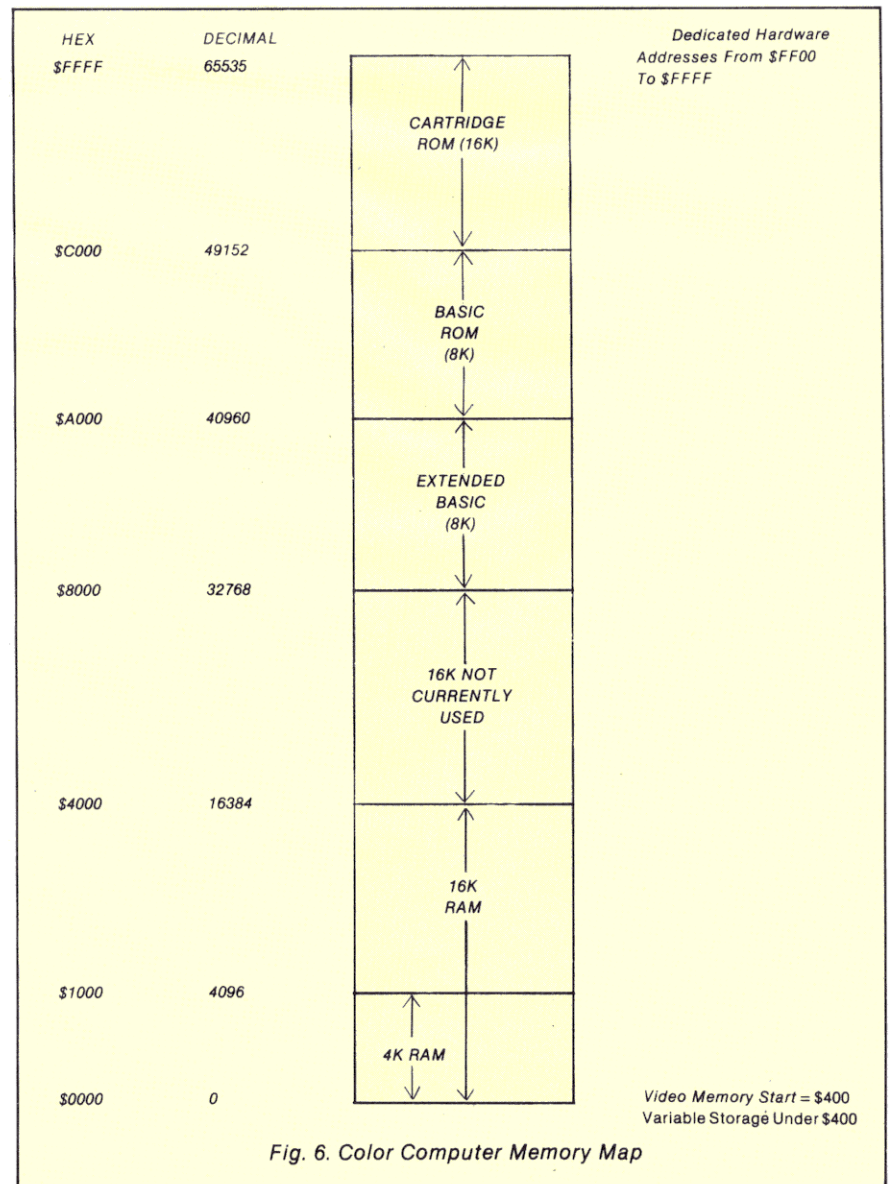 HEX DECIMAL Dedicated Hardware
$FFFF 65535 Addresses From $FF00
To $FFFF
CARTRIDGE
ROM (16K)
$C000 49152
BASIC
ROM
(8K)
$A000 40960
EXTENDED
BASIC
(8K)
$8000 32768
16K NOT
CURRENTLY
USED
$4000 16384
16K
RAM
$1000 4096
4K RAM
$0000 0 Video Memory Start = $400
Variable Storage Under $400
Fig. 6. Color Computer Memory Map